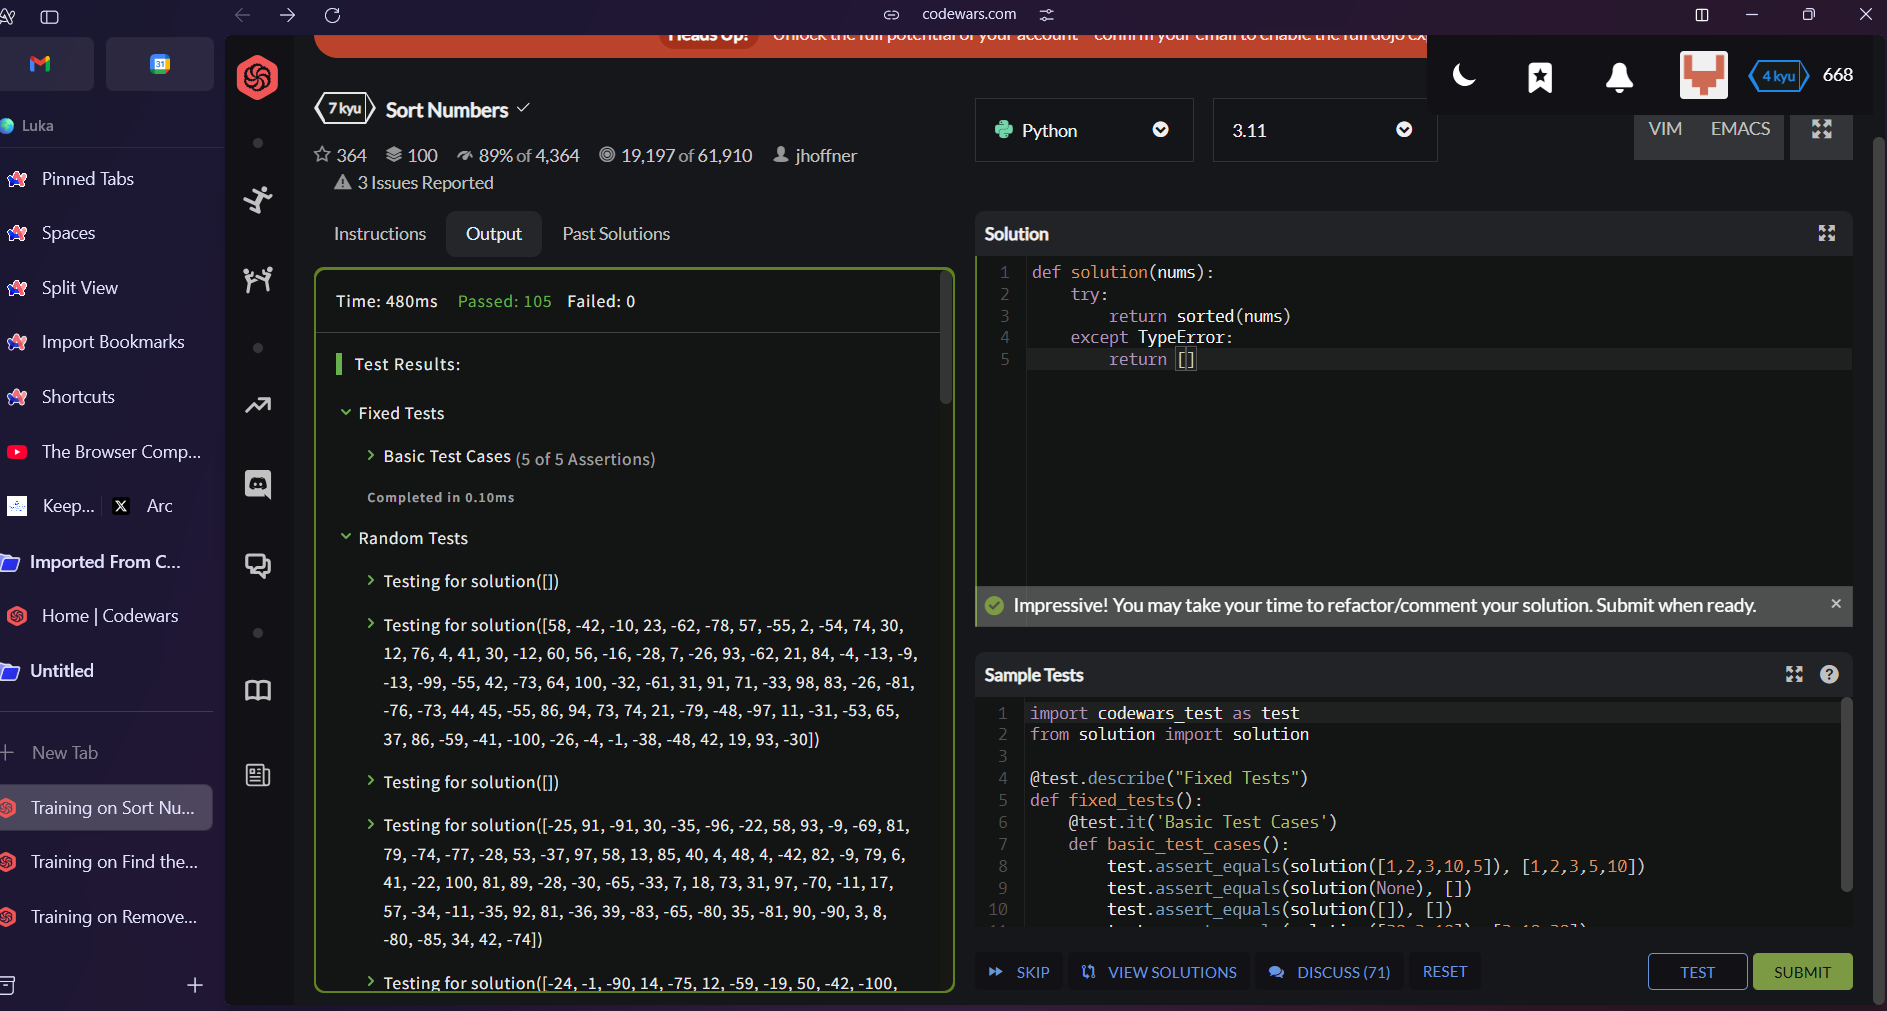 codewars.com
31
Luka
Pinned Tabs
Spaces
Split View
Import Bookmarks
Shortcuts
The Browser Comp...
Keep... X Arc
Imported From C...
Home | Codewars
Untitled
New Tab
Training on Sort Nu...
Training on Find the...
Training on Remove...
Heads Up! Unlock the full potential of your account - confirm your email to enable the full dojo ex
4 kyu 668
7 kyu Sort Numbers
364 100 89% of 4,364 19,197 of 61,910 jhoffner
3 Issues Reported
Python
3.11
VIM EMACS
Instructions Output Past Solutions
Time: 480ms Passed: 105 Failed: 0
Test Results:
Fixed Tests
Basic Test Cases (5 of 5 Assertions)
Completed in 0.10ms
Random Tests
Testing for solution([])
Testing for solution([58, -42, -10, 23, -62, -78, 57, -55, 2, -54, 74, 30,
12, 76, 4, 41, 30, -12, 60, 56, -16, -28, 7, -26, 93, -62, 21, 84, -4, -13, -9,
-13, -99, -55, 42, -73, 64, 100, -32, -61, 31, 91, 71, -33, 98, 83, -26, -81,
-76, -73, 44, 45, -55, 86, 94, 73, 74, 21, -79, -48, -97, 11, -31, -53, 65,
37, 86, -59, -41, -100, -26, -4, -1, -38, -48, 42, 19, 93, -30])
Testing for solution([])
Testing for solution([-25, 91, -91, 30, -35, -96, -22, 58, 93, -9, -69, 81,
79, -74, -77, -28, 53, -37, 97, 58, 13, 85, 40, 4, 48, 4, -42, 82, -9, 79, 6,
41, -22, 100, 81, 89, -28, -30, -65, -33, 7, 18, 73, 31, 97, -70, -11, 17,
57, -34, -11, -35, 92, 81, -36, 39, -83, -65, -80, 35, -81, 90, -90, 3, 8,
-80, -85, 34, 42, -74])
Testing for solution([-24, -1, -90, 14, -75, 12, -59, -19, 50, -42, -100,
Solution
1 def solution(nums):
2 try:
3 return sorted(nums)
4 except TypeError:
5 return []
Impressive! You may take your time to refactor/comment your solution. Submit when ready.
Sample Tests
1 import codewars_test as test
2 from solution import solution
3
4 @test.describe("Fixed Tests")
5 def fixed_tests():
6 @test.it('Basic Test Cases')
7 def basic_test_cases():
8 test.assert_equals(solution([1,2,3,10,5]), [1,2,3,5,10])
9 test.assert_equals(solution(None), [])
10 test.assert_equals(solution([]), [])
SKIP VIEW SOLUTIONS DISCUSS (71) RESET TEST SUBMIT